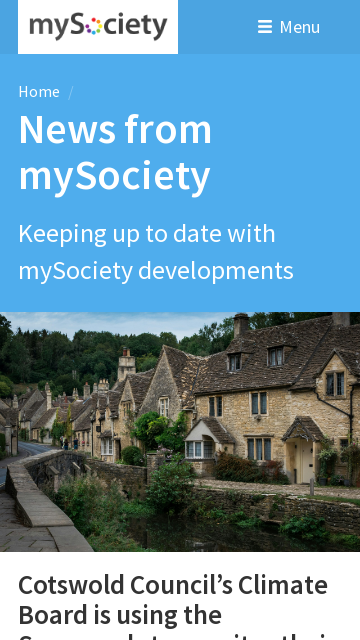 mySociety
Menu
Home /
News from
mySociety
Keeping up to date with
mySociety developments
Cotswold Council’s Climate
Board is using the